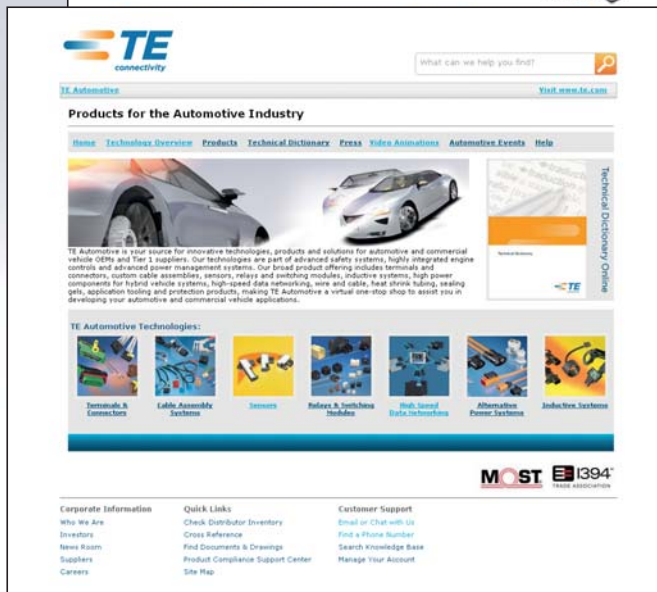 TE
connectivity
What can we help you find?
TE Automotive
Visit www.te.com
Products for the Automotive Industry
Home Technology Overview Products Technical Dictionary Press Video Animations Automotive Events Help
TE Automotive is your source for innovative technologies, products and solutions for automotive and commercial
vehicle OEMs and Tier 1 suppliers. Our technologies are part of advanced safety systems, highly integrated engine
controls and advanced power management systems. Our broad product offering includes terminals and
connectors, custom cable assemblies, sensors, relays and switching modules, inductive systems, high power
components for hybrid vehicle systems, high-speed data networking, wire and cable, heat shrink tubing, sealing
gels, application tooling and protection products, making TE Automotive a virtual one-stop shop to assist you in
developing your automotive and commercial vehicle applications.
Technical Dictionary
TE
Technical Dictionary Online
TE Automotive Technologies:
Terminals &
Connectors
Cable Assembly
Systems
Sensors
Relays & Switching
Modules
High Speed
Data Networking
Alternative
Power Systems
Inductive Systems
MOST
1394
TRADE ASSOCIATION
Corporate Information
Who We Are
Investors
News Room
Suppliers
Careers
Quick Links
Check Distributor Inventory
Cross Reference
Find Documents & Drawings
Product Compliance Support Center
Site Map
Customer Support
Email or Chat with Us
Find a Phone Number
Search Knowledge Base
Manage Your Account